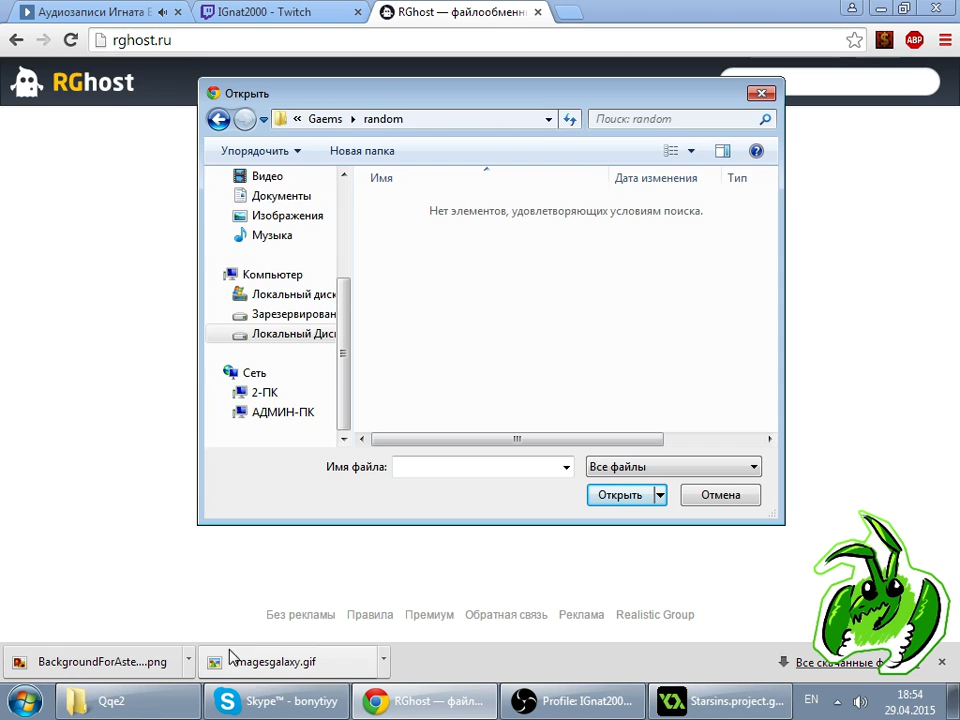 Аудиозаписи Игната Е
IGnat2000 - Twitch
RGhost — файлообменн
rghost.ru
ABP
RGhost
Открыть
« Gaems random
Поиск: random
Упорядочить
Новая папка
Имя
Дата изменения
Тип
Видео
Документы
Изображения
Музыка
Нет элементов, удовлетворяющих условиям поиска.
Компьютер
Локальный диск
Зарезервирован
Локальный Дис
Сеть
2-ПК
АДМИН-ПК
Имя файла:
Все файлы
Открыть
Отмена
Без рекламы Правила Премиум Обратная связь Реклама Realistic Group
BackgroundForAste....png
imagesgalaxy.gif
Все скачанные ф
Qqe2
Skype™ - bonytiyy
RGhost — файл...
Profile: IGnat200...
Starsins.project.g...
EN
18:54
29.04.2015